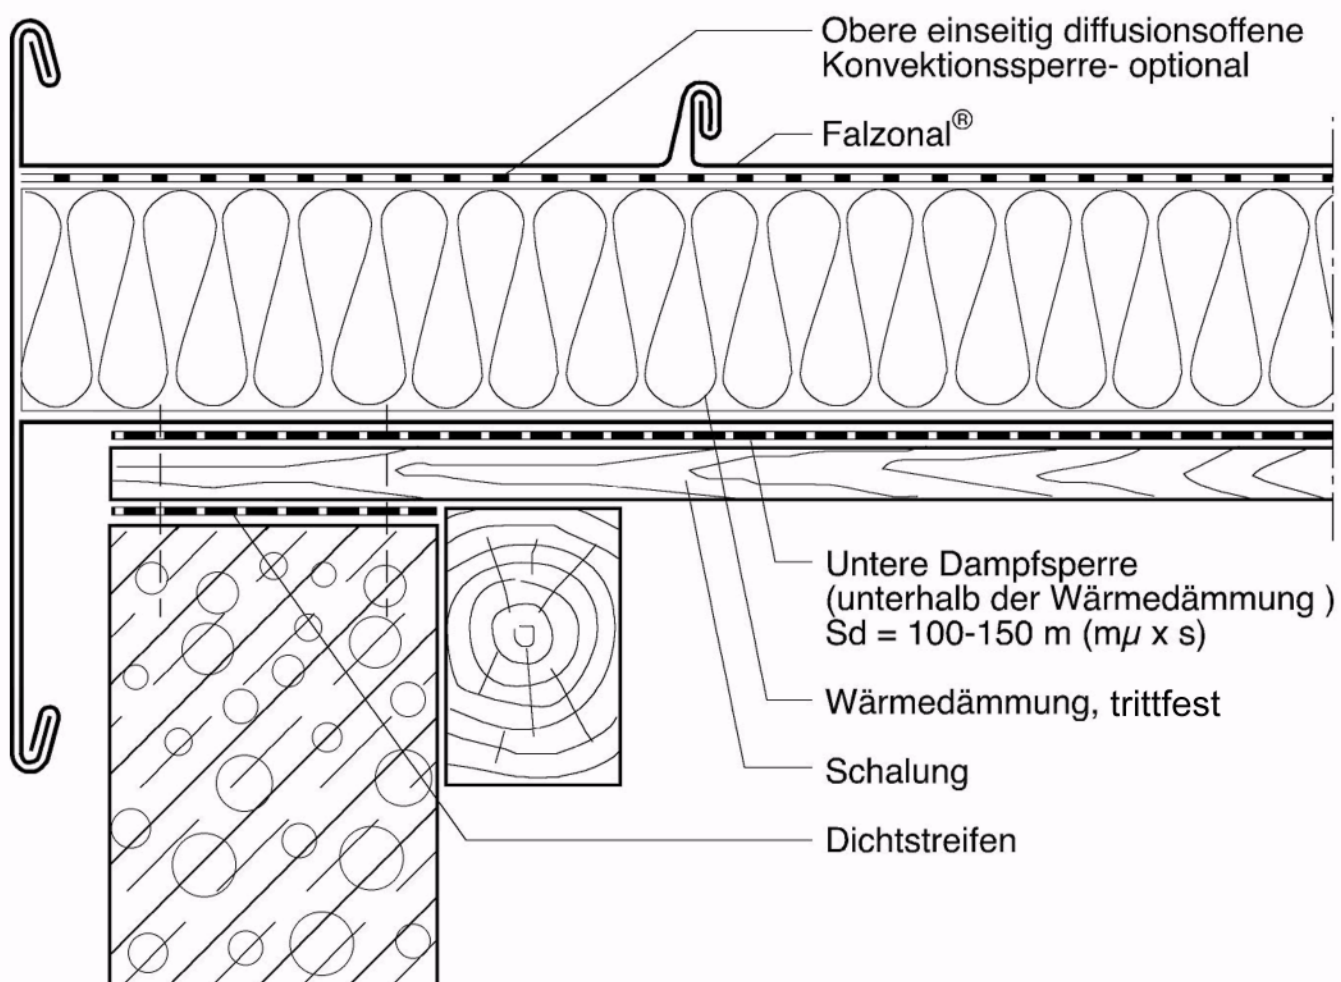 Obere einseitig diffusionsoffene
Konvektionssperre- optional
Falzonal®
Untere Dampfsperre
(unterhalb der Wärmedämmung )
Sd = 100-150 m (mµ x s)
Wärmedämmung, trittfest
Schalung
Dichtstreifen